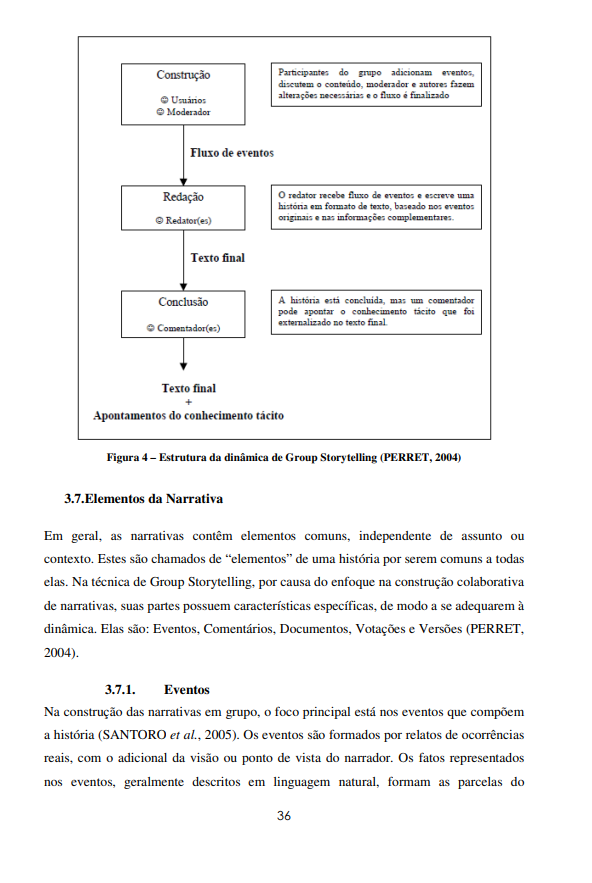 Construção
☺ Usuários
☺ Moderador
Participantes do grupo adicionam eventos,
discutem o conteúdo, moderador e autores fazem
alterações necessárias e o fluxo é finalizado
Fluxo de eventos
Redação
☺ Redator(es)
O redator recebe fluxo de eventos e escreve uma
história em formato de texto, baseado nos eventos
originais e nas informações complementares.
Texto final
Conclusão
☺ Comentador(es)
A história está concluída, mas um comentador
pode apontar o conhecimento tácito que foi
externalizado no texto final.
Texto final
+
Apontamentos do conhecimento tácito
Figura 4 – Estrutura da dinâmica de Group Storytelling (PERRET, 2004)
3.7.Elementos da Narrativa
Em geral, as narrativas contêm elementos comuns, independente de assunto ou
contexto. Estes são chamados de “elementos” de uma história por serem comuns a todas
elas. Na técnica de Group Storytelling, por causa do enfoque na construção colaborativa
de narrativas, suas partes possuem características específicas, de modo a se adequarem à
dinâmica. Elas são: Eventos, Comentários, Documentos, Votações e Versões (PERRET,
2004).
3.7.1. Eventos
Na construção das narrativas em grupo, o foco principal está nos eventos que compõem
a história (SANTORO et al., 2005). Os eventos são formados por relatos de ocorrências
reais, com o adicional da visão ou ponto de vista do narrador. Os fatos representados
nos eventos, geralmente descritos em linguagem natural, formam as parcelas do
36